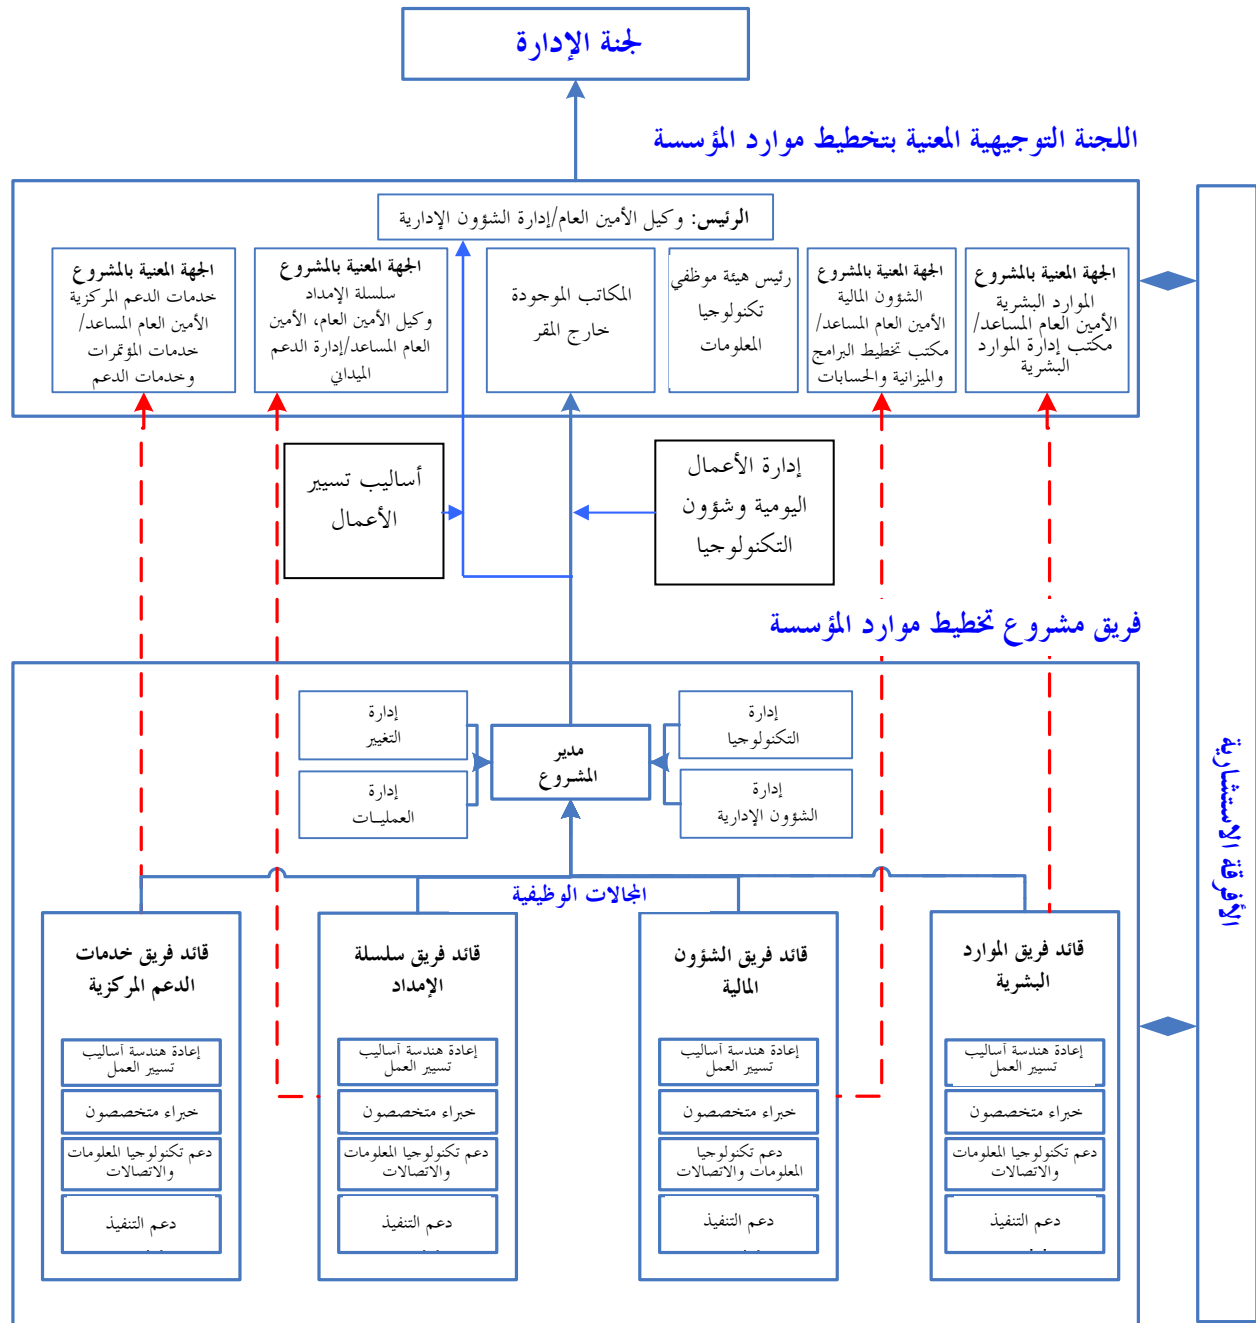 لجنة الإدارة
اللجنة التوجيهية المعنية بتخطيط موارد المؤسسة
الرئيس: وكيل الأمين العام/إدارة الشؤون الإدارية
الجهة المعنية بالمشروع
الموارد البشرية
الأمين العام المساعد/
مكتب إدارة الموارد
البشرية
الجهة المعنية بالمشروع
الشؤون المالية
الأمين العام المساعد/
مكتب تخطيط البرامج
والميزانية والحسابات
رئيس هيئة موظفي
تكنولوجيا
المعلومات
المكاتب الموجودة
خارج المقر
الجهة المعنية بالمشروع
سلسلة الإمداد
وكيل الأمين العام، الأمين
العام المساعد/إدارة الدعم
الميداني
الجهة المعنية بالمشروع
خدمات الدعم المركزية
الأمين العام المساعد/
خدمات المؤتمرات
وخدمات الدعم
إدارة الأعمال
اليومية وشؤون
التكنولوجيا
أساليب تسيير
الأعمال
فريق مشروع تخطيط موارد المؤسسة
إدارة
التكنولوجيا
إدارة
التغيير
مدير
المشروع
إدارة
الشؤون الإدارية
إدارة
العمليات
المجالات الوظيفية
قائد فريق الموارد
البشرية
إعادة هندسة أساليب
تسيير العمل
خبراء متخصصون
دعم تكنولوجيا المعلومات
والاتصالات
دعم التنفيذ
قائد فريق الشؤون
المالية
إعادة هندسة أساليب
تسيير العمل
خبراء متخصصون
دعم تكنولوجيا
المعلومات والاتصالات
دعم التنفيذ
قائد فريق سلسلة
الإمداد
إعادة هندسة أساليب
تسيير العمل
خبراء متخصصون
دعم تكنولوجيا المعلومات
والاتصالات
دعم التنفيذ
قائد فريق خدمات
الدعم المركزية
إعادة هندسة أساليب
تسيير العمل
خبراء متخصصون
دعم تكنولوجيا المعلومات
والاتصالات
دعم التنفيذ
الأفرقة الاستشارية